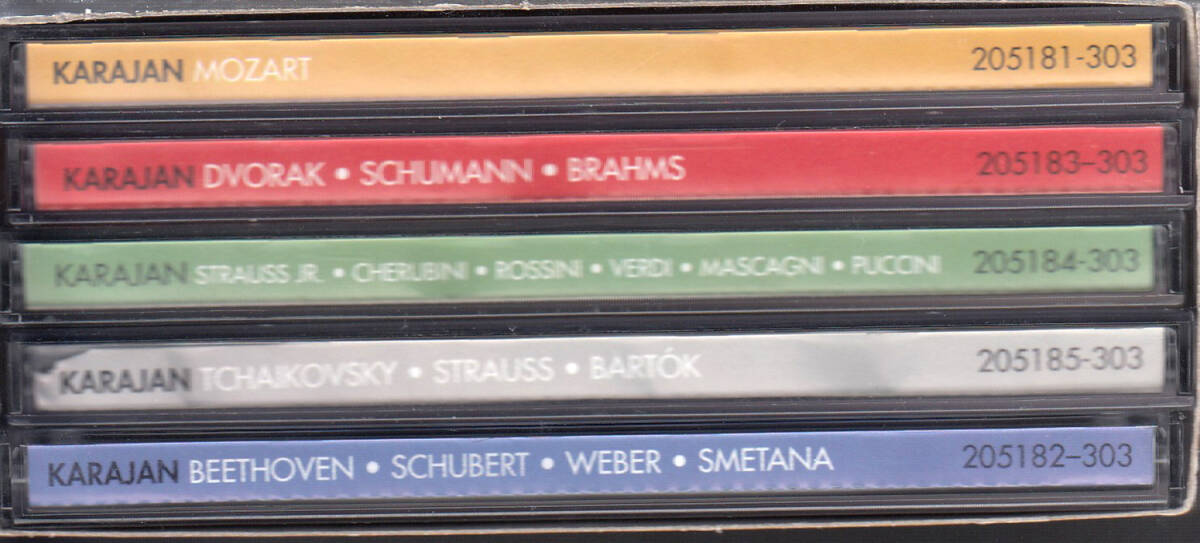 KARAJAN MOZART 205181-303
KARAJAN DVORAK • SCHUMANN • BRAHMS 205183-303
KARAJAN STRAUSS JR. • CHERUBINI • ROSSINI • VERDI • MASCAGNI • PUCCINI 205184-303
KARAJAN TCHAIKOVSKY • STRAUSS • BARTÓK 205185-303
KARAJAN BEETHOVEN • SCHUBERT • WEBER • SMETANA 205182-303